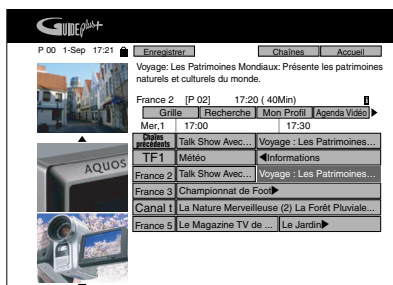 GUIDE plus+
P 00 1-Sep 17:21 Enregistrer Chaînes Accueil
Voyage: Les Patrimoines Mondiaux: Présente les patrimoines
naturels et culturels du monde.
France 2 [P 02] 17:20 ( 40Min) i
Grille Recherche Mon Profil Agenda Vidéo
Mer,1 17:00 17:30
Chaîns
précédents Talk Show Avec... Voyage : Les Patrimoines...
TF1 Météo Informations
France 2 Talk Show Avec... Voyage : Les Patrimoines...
France 3 Championnat de Foot
Canal t La Nature Merveilleuse (2) La Forêt Pluviale...
France 5 Le Magazine TV de ... Le Jardin
AQUOS